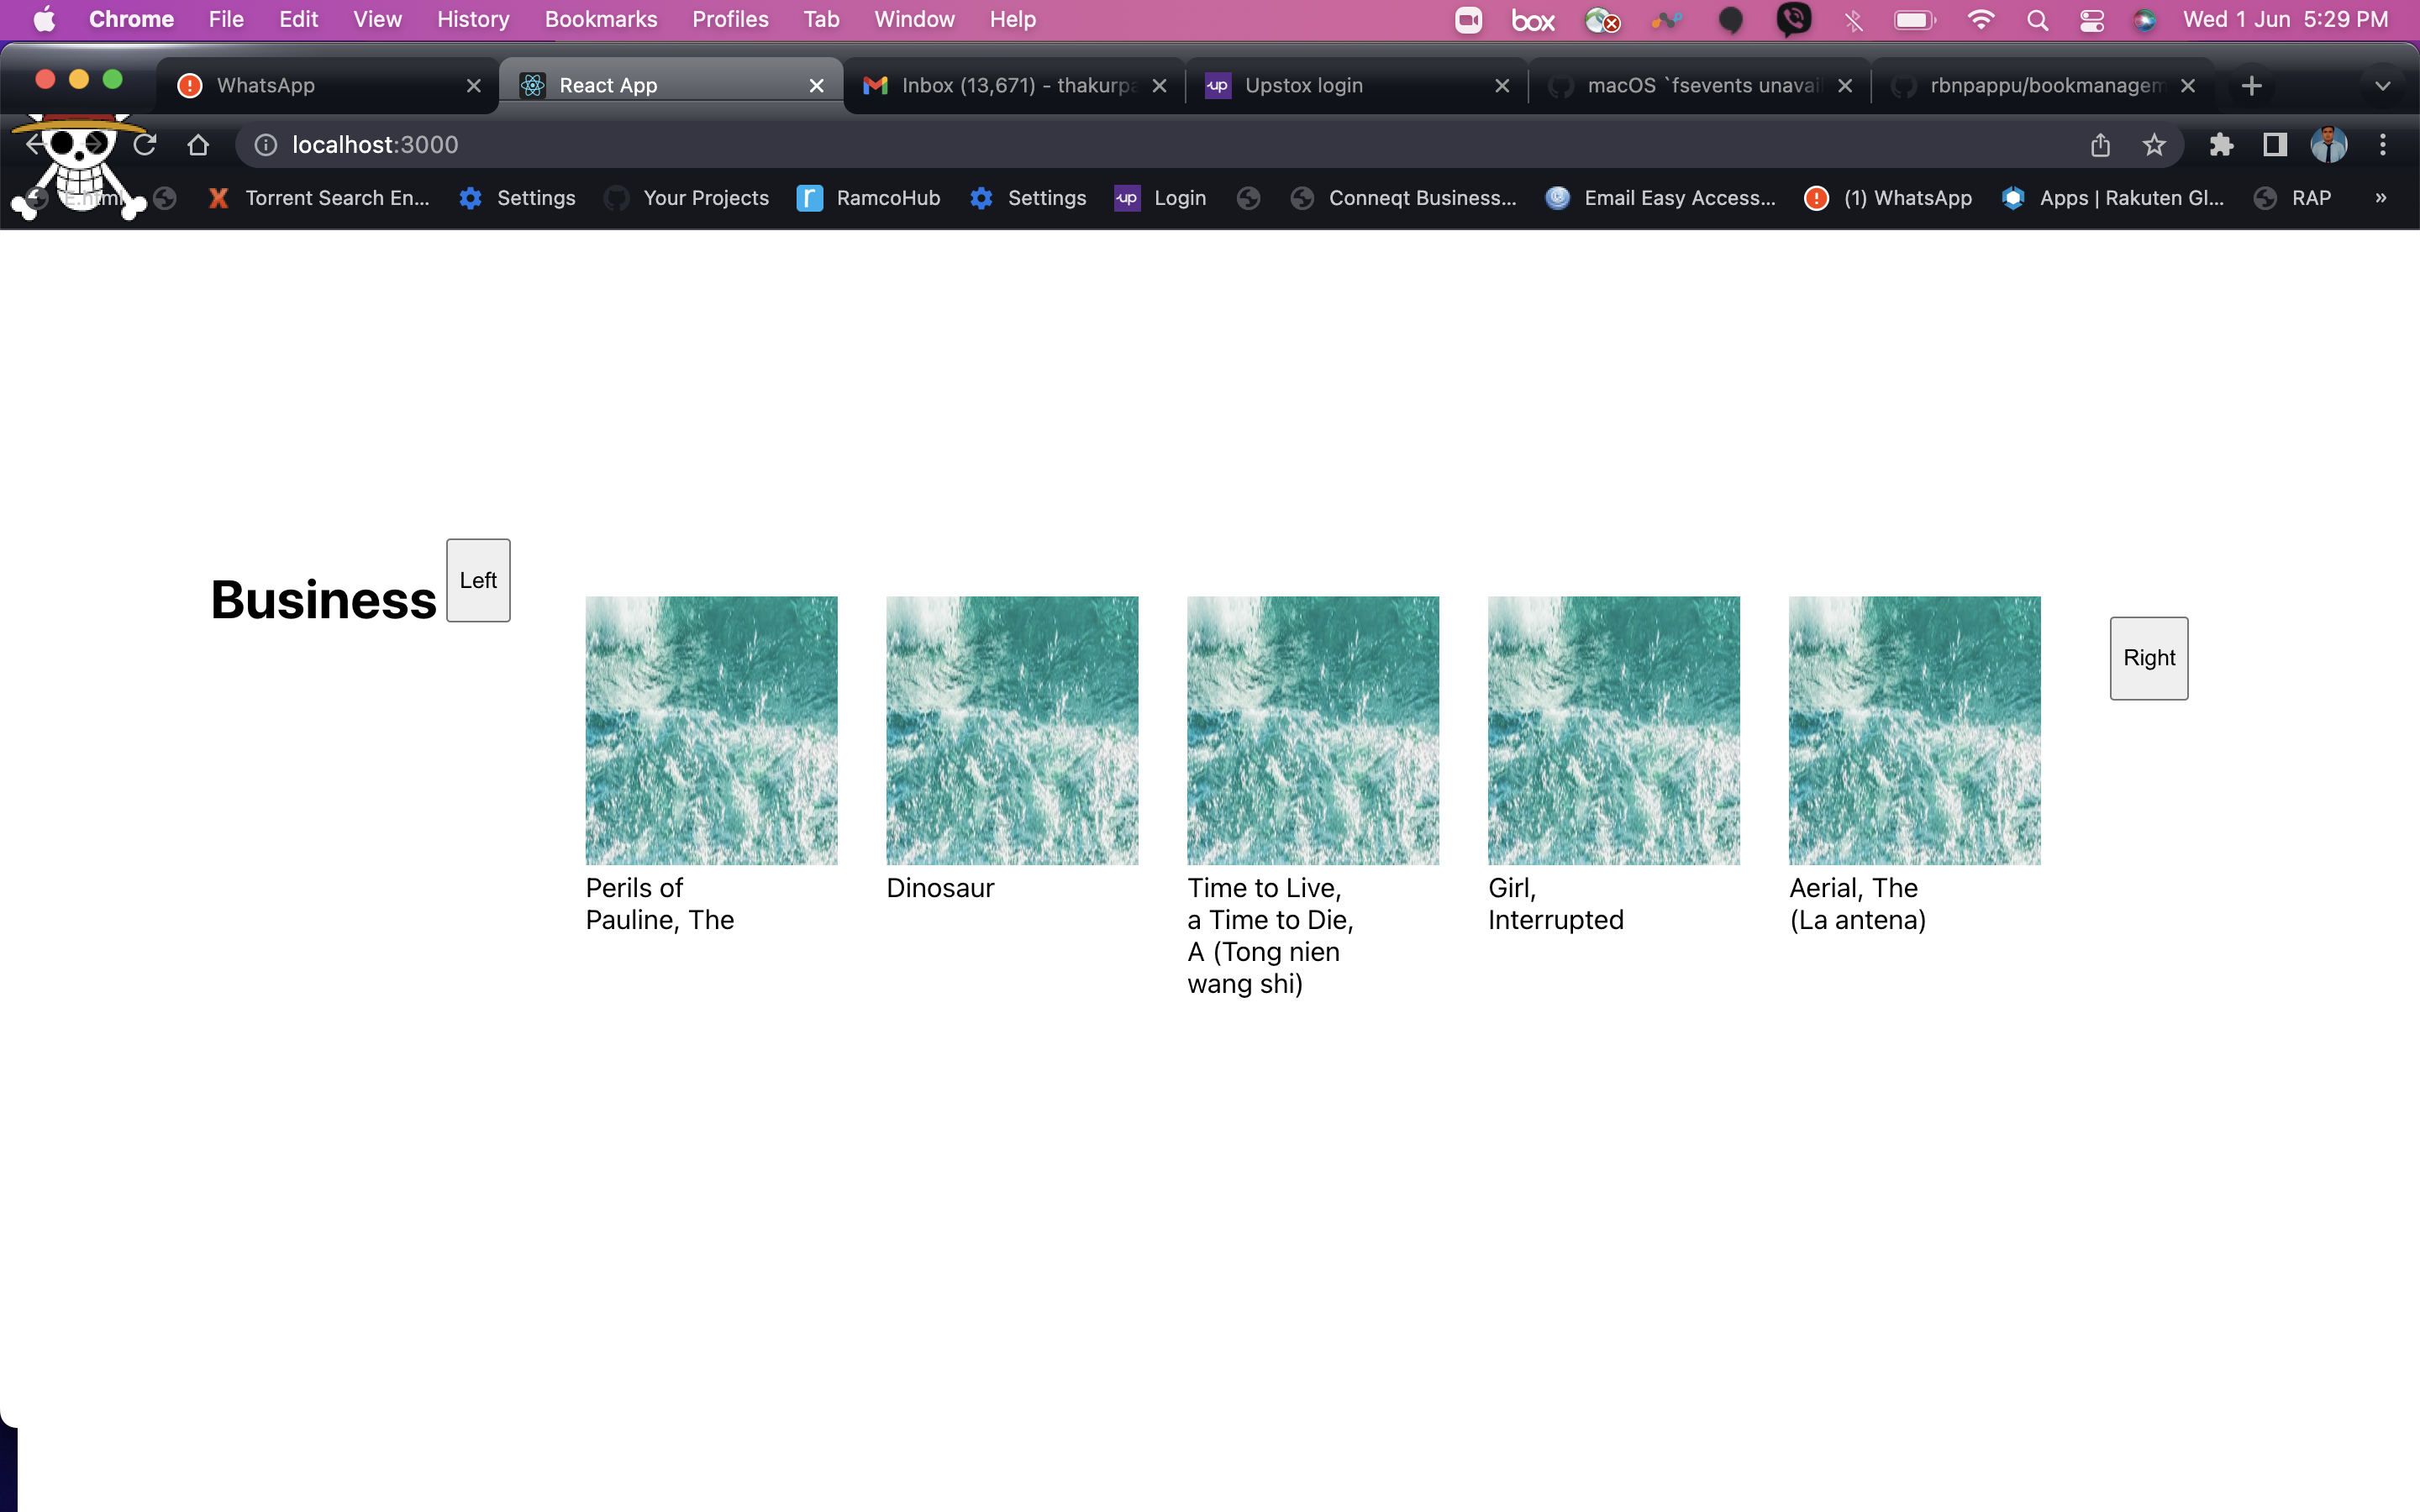 Chrome File Edit View History Bookmarks Profiles Tab Window Help box Wed 1 Jun 5:29 PM
WhatsApp React App Inbox (13,671) - thakurpa Upstox login macOS `fsevents unavail rbnpappu/bookmanagem
localhost:3000
E.html Torrent Search En... Settings Your Projects RamcoHub Settings up Login Conneqt Business... Email Easy Access... (1) WhatsApp Apps | Rakuten Gl... RAP »
Business
Left
Right
Perils of
Pauline, The
Dinosaur
Time to Live,
a Time to Die,
A (Tong nien
wang shi)
Girl,
Interrupted
Aerial, The
(La antena)